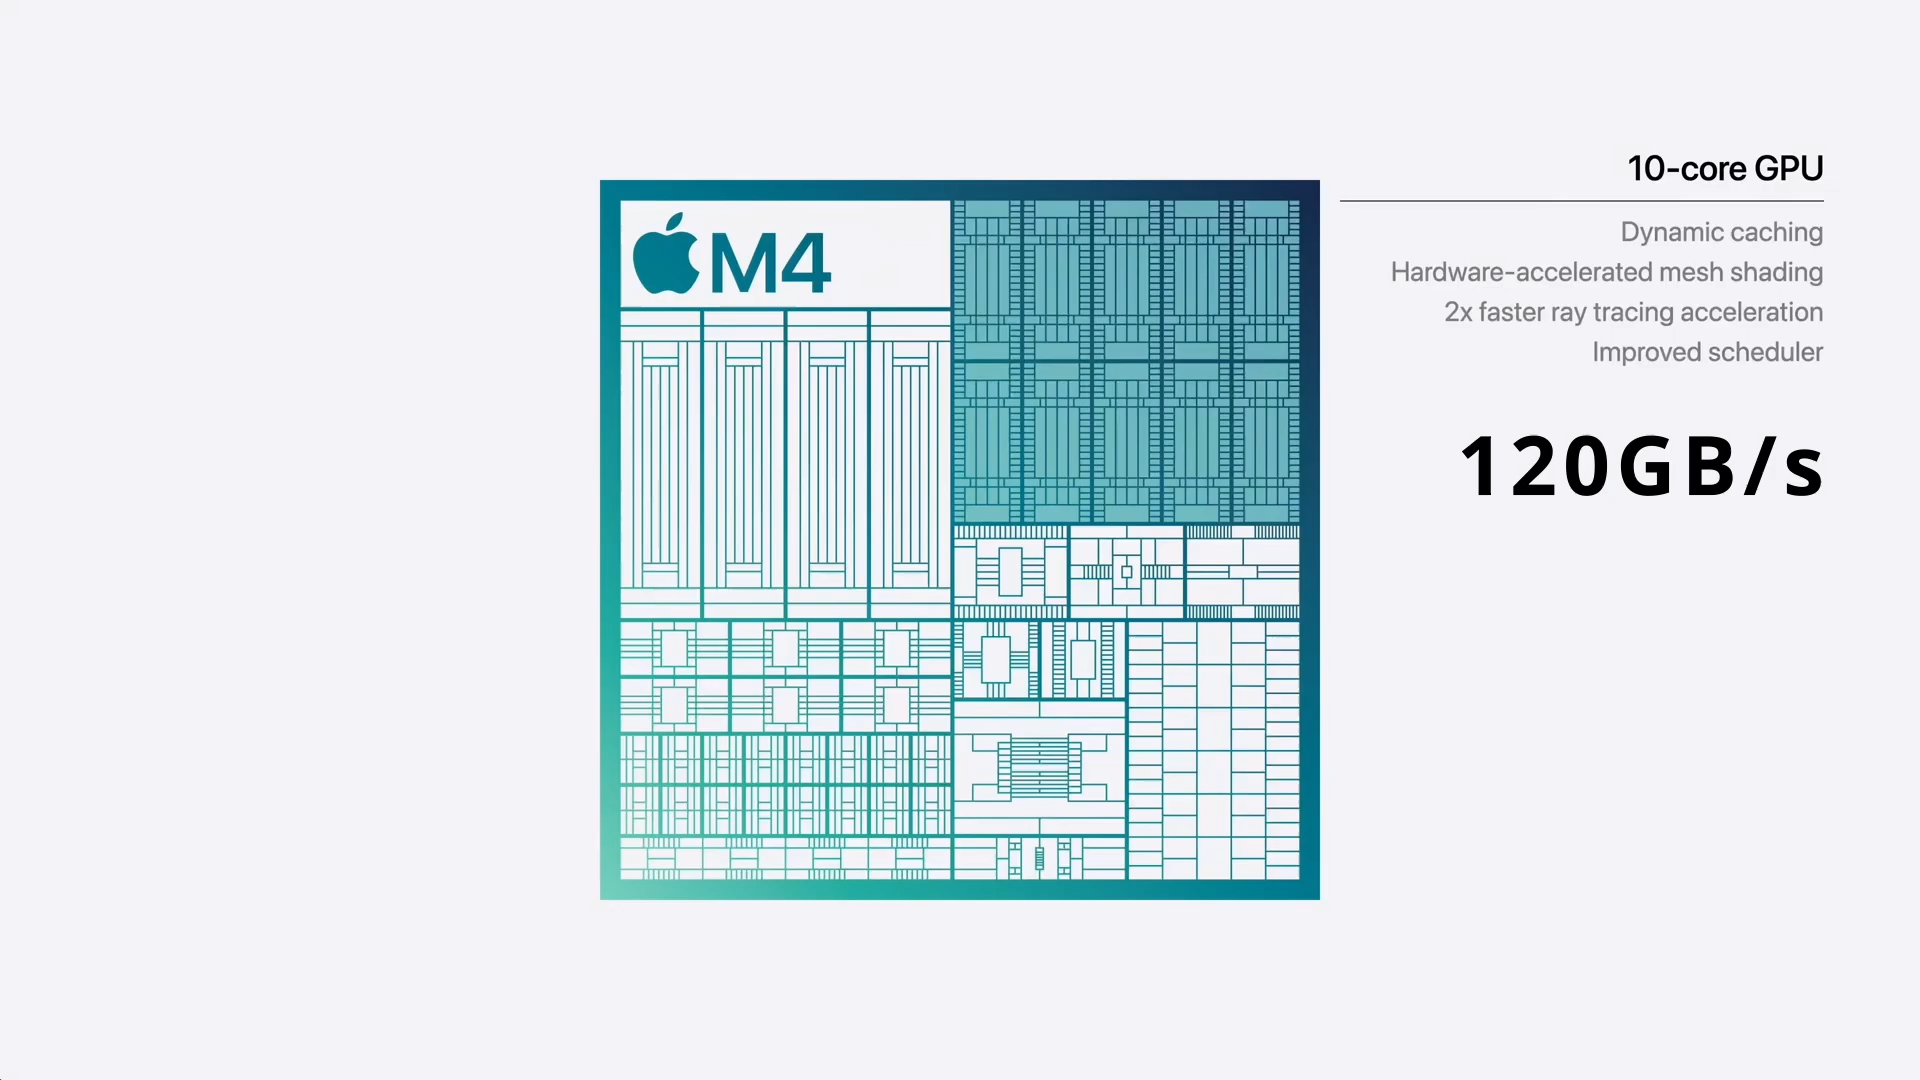 M4
10-core GPU
Dynamic caching
Hardware-accelerated mesh shading
2x faster ray tracing acceleration
Improved scheduler
120GB/s